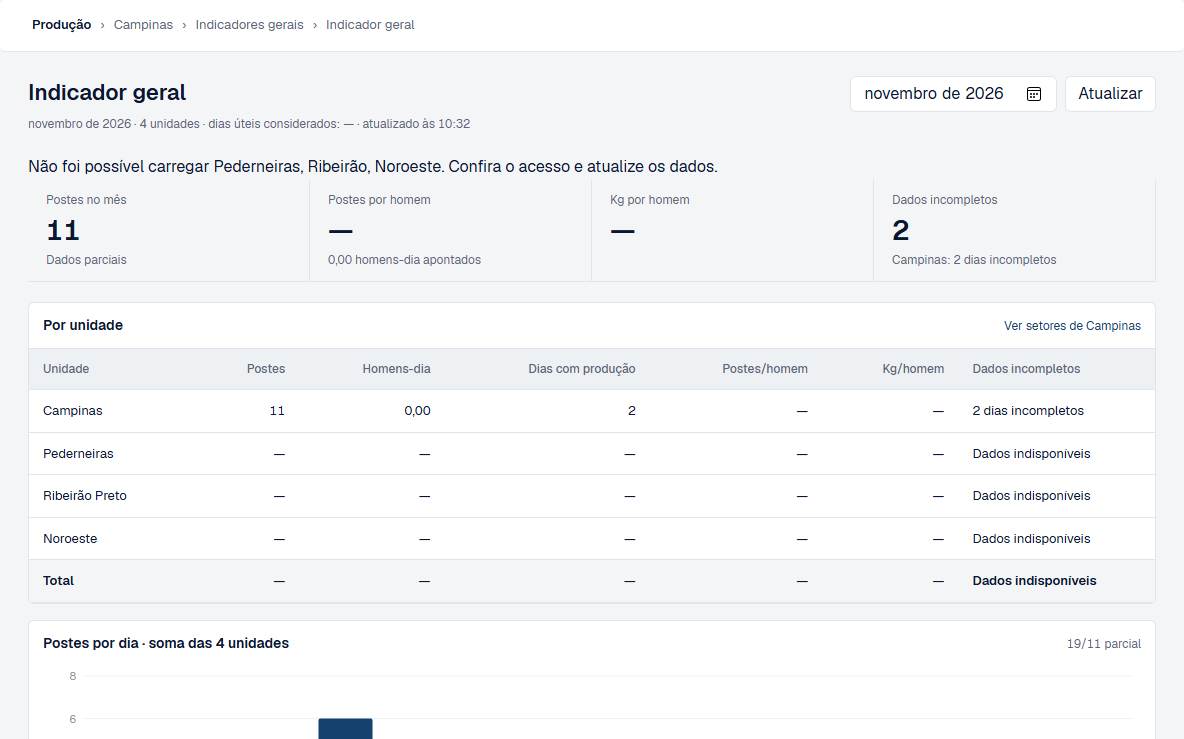 Produção › Campinas › Indicadores gerais › Indicador geral
Indicador geral
novembro de 2026
Atualizar
novembro de 2026 · 4 unidades · dias úteis considerados: — · atualizado às 10:32
Não foi possível carregar Pederneiras, Ribeirão, Noroeste. Confira o acesso e atualize os dados.
Postes no mês
11
Dados parciais
Postes por homem
—
0,00 homens-dia apontados
Kg por homem
—
Dados incompletos
2
Campinas: 2 dias incompletos
Por unidade
Ver setores de Campinas
Unidade Postes Homens-dia Dias com produção Postes/homem Kg/homem Dados incompletos
Campinas 11 0,00 2 — — 2 dias incompletos
Pederneiras — — — — — Dados indisponíveis
Ribeirão Preto — — — — — Dados indisponíveis
Noroeste — — — — — Dados indisponíveis
Total — — — — — Dados indisponíveis
Postes por dia · soma das 4 unidades
19/11 parcial
8
6